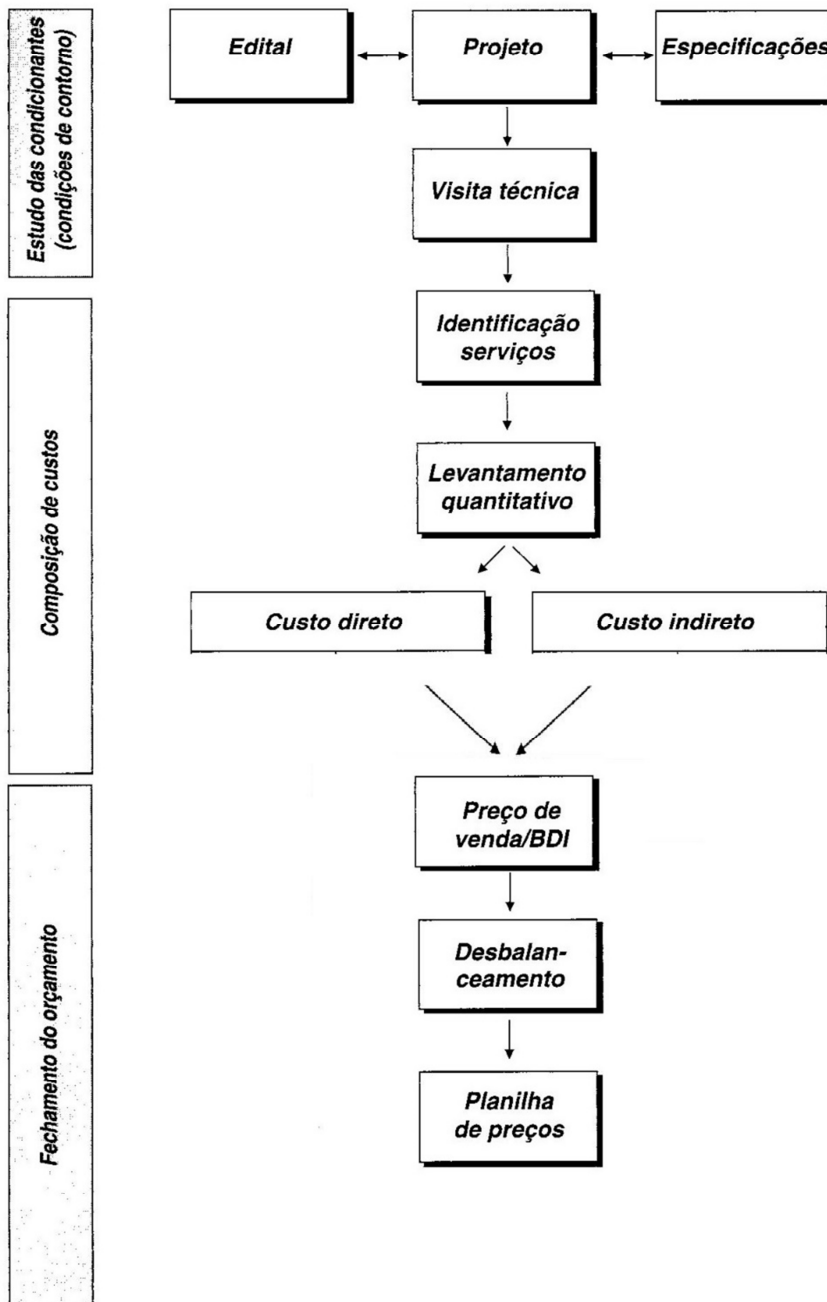 Estudo das condicionantes
(condições de contorno)
Edital
Projeto
Especificações
Visita técnica
Composição de custos
Identificação
serviços
Levantamento
quantitativo
Custo direto
Custo indireto
Fechamento do orçamento
Preço de
venda/BDI
Desbalan-
ceamento
Planilha
de preços